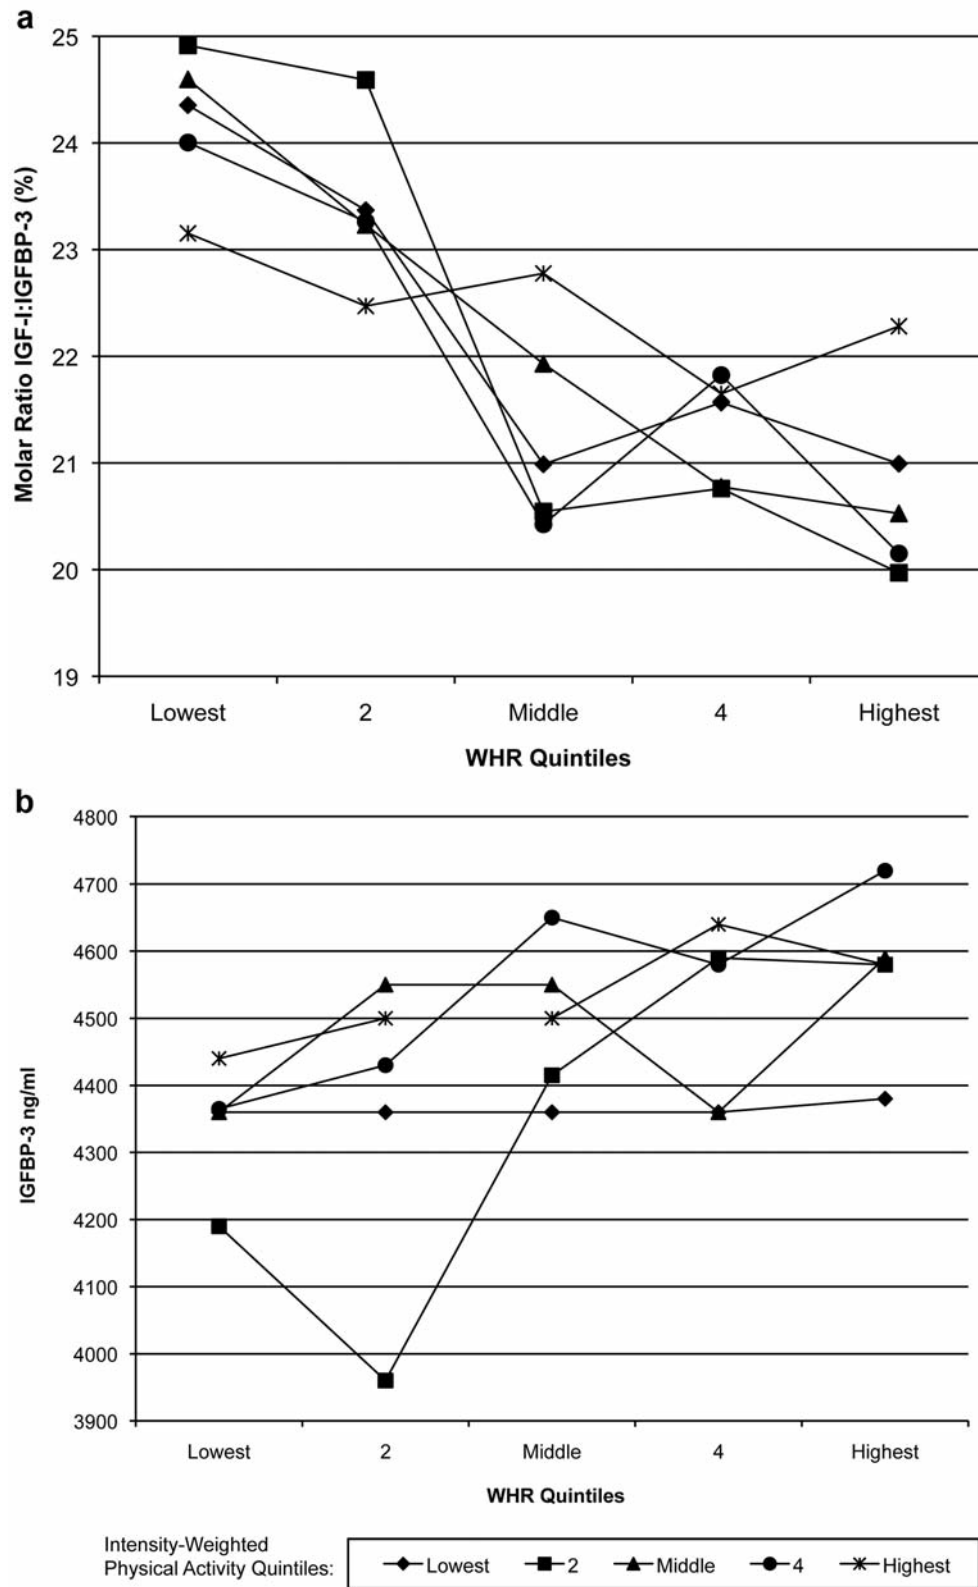 a
25
24
23
22
21
20
19
Molar Ratio IGF-I:IGFBP-3 (%)
Lowest 2 Middle 4 Highest
WHR Quintiles
b
4800
4700
4600
4500
4400
4300
4200
4100
4000
3900
IGFBP-3 ng/ml
Lowest 2 Middle 4 Highest
WHR Quintiles
Intensity-Weighted
Physical Activity Quintiles:
Lowest 2 Middle 4 Highest